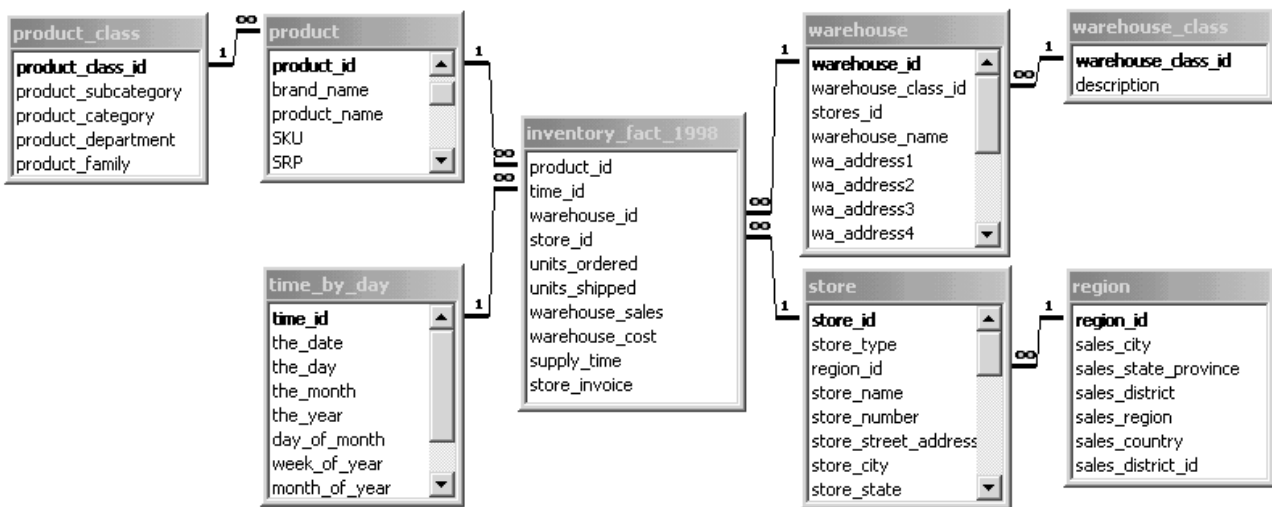 product_class
product_class_id
product_subcategory
product_category
product_department
product_family
∞
1
product
product_id
brand_name
product_name
SKU
SRP
1
∞
∞
1
time_by_day
time_id
the_date
the_day
the_month
the_year
day_of_month
week_of_year
month_of_year
inventory_fact_1998
product_id
time_id
warehouse_id
store_id
units_ordered
units_shipped
warehouse_sales
warehouse_cost
supply_time
store_invoice
1
∞
∞
1
warehouse
warehouse_id
warehouse_class_id
stores_id
warehouse_name
wa_address1
wa_address2
wa_address3
wa_address4
1
∞
warehouse_class
warehouse_class_id
description
store
store_id
store_type
region_id
store_name
store_number
store_street_address
store_city
store_state
1
∞
region
region_id
sales_city
sales_state_province
sales_district
sales_region
sales_country
sales_district_id